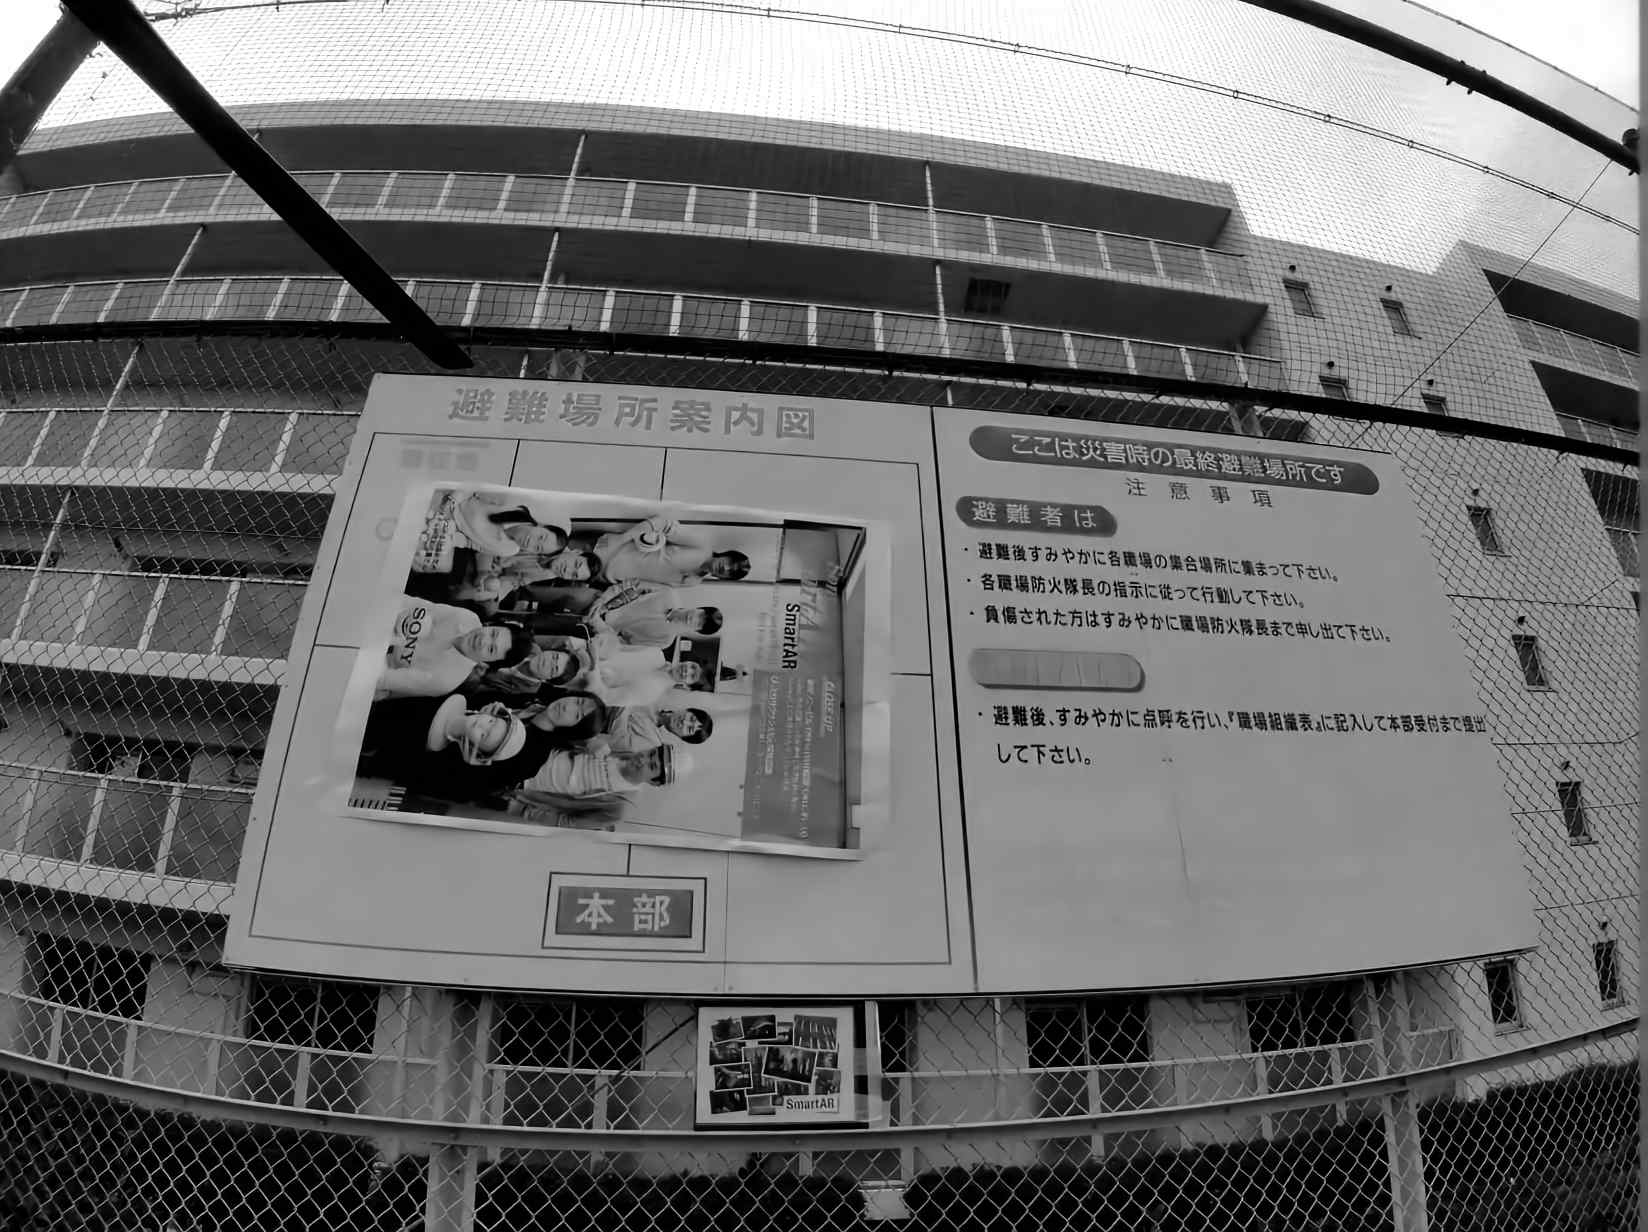 避難場所案内図
SONY
SmartAR
本部
ここは災害時の最終避難場所です
注意事項
避難者は
・避難後すみやかに各職場の集合場所に集まって下さい。
・各職場防火隊長の指示に従って行動して下さい。
・負傷された方はすみやかに職場防火隊長まで申し出て下さい。
・避難後、すみやかに点呼を行い、『職場組織表』に記入して本部受付まで提出
して下さい。
SmartAR